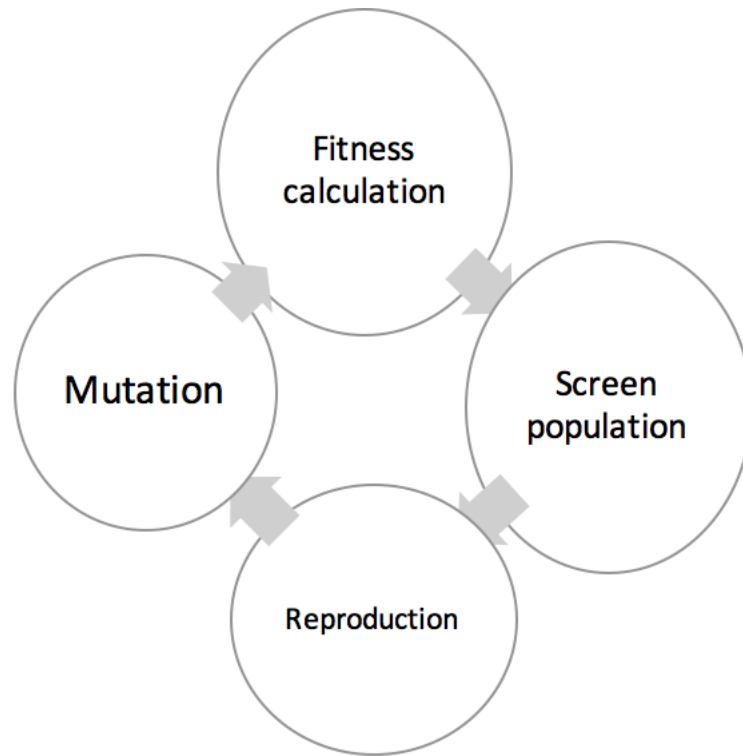 Fitness
calculation
Screen
population
Mutation
Reproduction